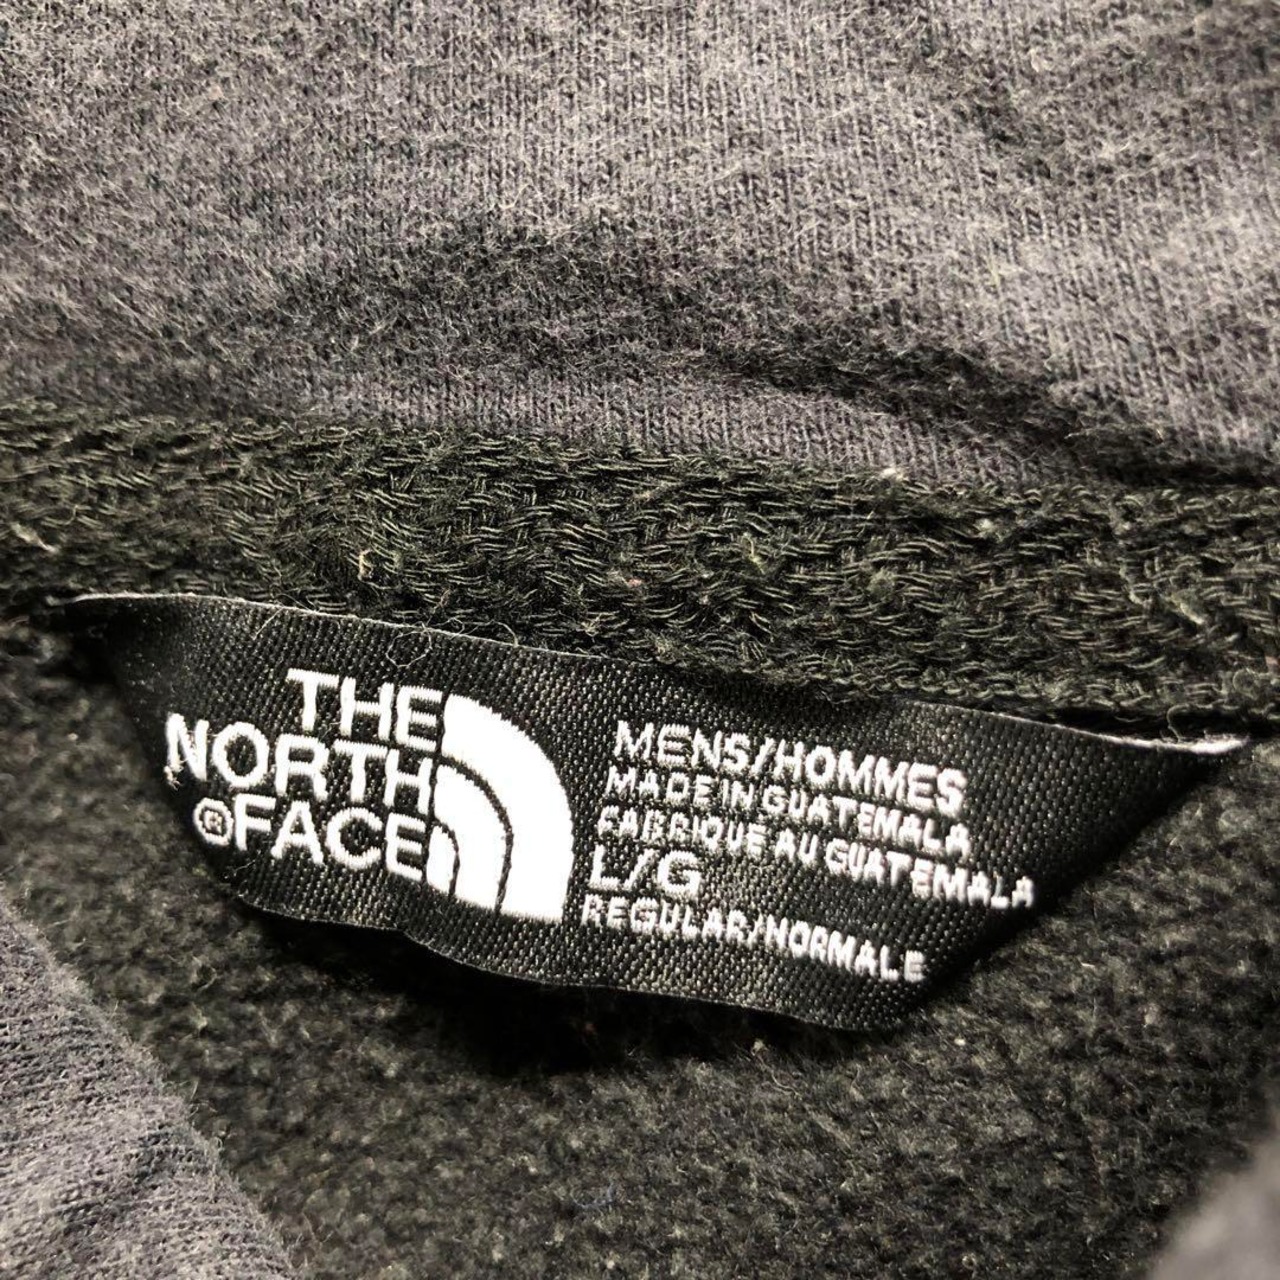 THE
NORTH
®FACE
MENS/HOMMES
MADE IN GUATEMALA
FABRIQUE AU GUATEMALA
L/G
REGULAR/NORMALE